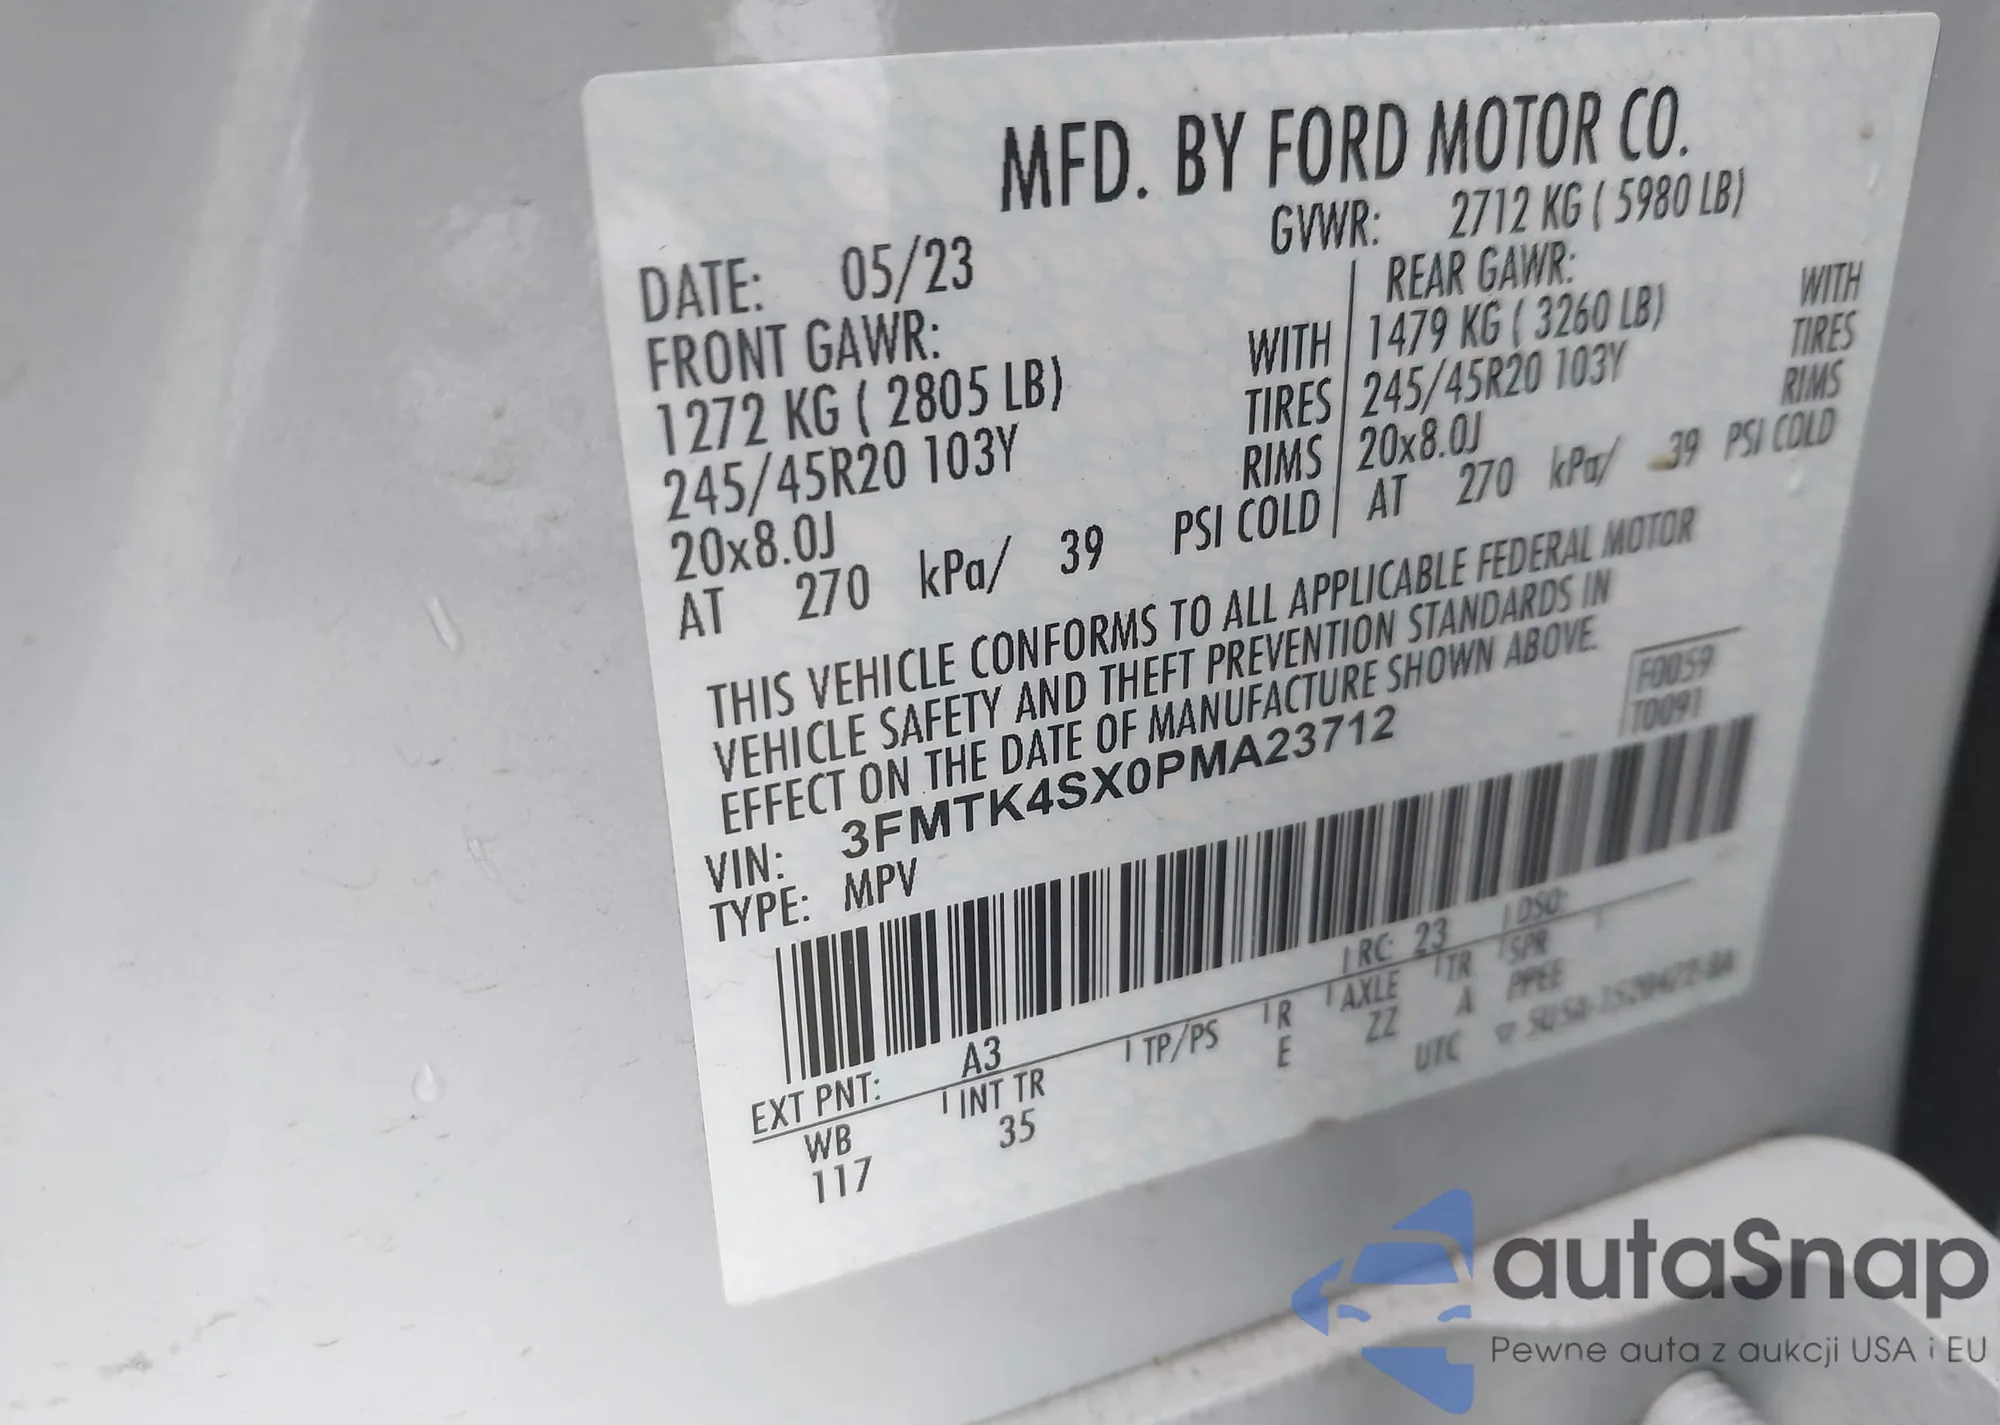 MFD. BY FORD MOTOR CO.
DATE: 05/23 GVWR: 2712 KG ( 5980 LB)
FRONT GAWR: REAR GAWR:
1272 KG ( 2805 LB) WITH 1479 KG ( 3260 LB) WITH
245/45R20 103Y TIRES 245/45R20 103Y TIRES
20x8.0J RIMS 20x8.0J RIMS
AT 270 kPa/ 39 PSI COLD AT 270 kPa/ 39 PSI COLD
THIS VEHICLE CONFORMS TO ALL APPLICABLE FEDERAL MOTOR
VEHICLE SAFETY AND THEFT PREVENTION STANDARDS IN
EFFECT ON THE DATE OF MANUFACTURE SHOWN ABOVE.
F0059
T0091
VIN: 3FMTK4SX0PMA23712
TYPE: MPV
EXT PNT: A3 RC: 23 DSO:
WB INT TR TP/PS R AXLE TR SPR
117 35 E ZZ A PPEE
UTC
autaSnap
Pewne auta z aukcji USA i EU